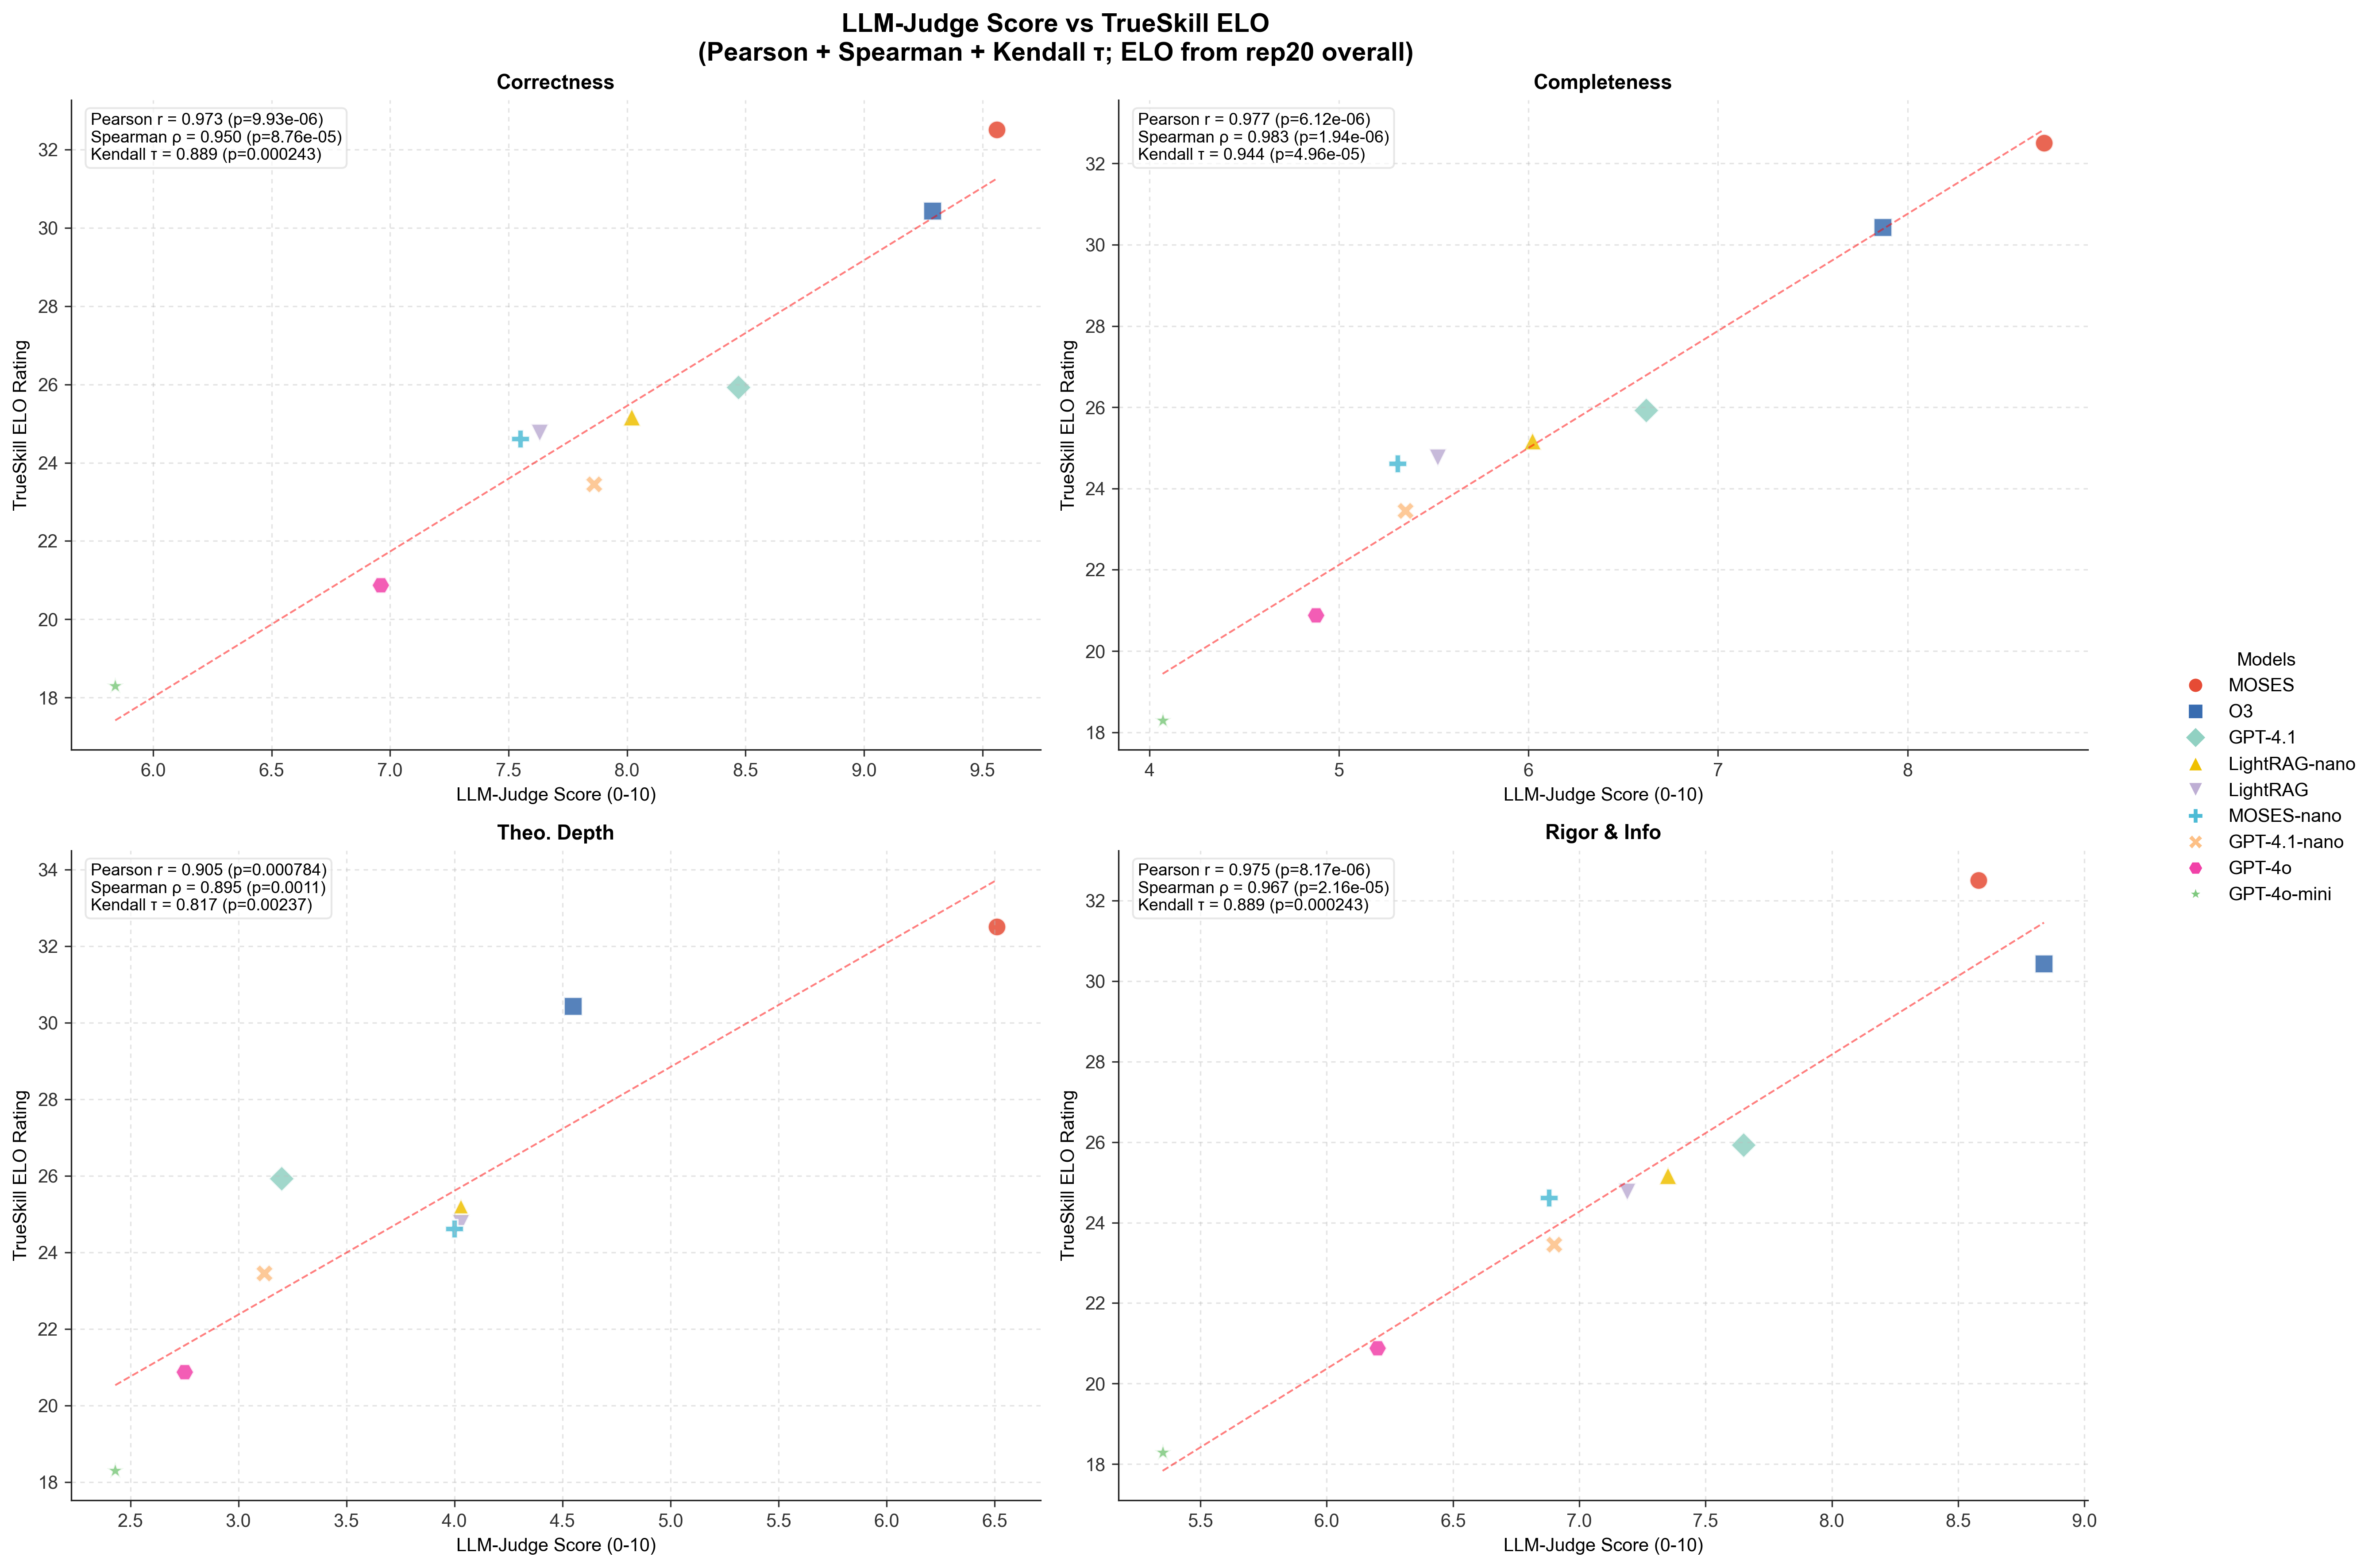 LLM-Judge Score vs TrueSkill ELO
(Pearson + Spearman + Kendall τ; ELO from rep20 overall)
Correctness
Pearson r = 0.973 (p=9.93e-06)
Spearman ρ = 0.950 (p=8.76e-05)
Kendall τ = 0.889 (p=0.000243)
TrueSkill ELO Rating
32
30
28
26
24
22
20
18
6.0 6.5 7.0 7.5 8.0 8.5 9.0 9.5
LLM-Judge Score (0-10)
Completeness
Pearson r = 0.977 (p=6.12e-06)
Spearman ρ = 0.983 (p=1.94e-06)
Kendall τ = 0.944 (p=4.96e-05)
TrueSkill ELO Rating
32
30
28
26
24
22
20
18
4 5 6 7 8
LLM-Judge Score (0-10)
Theo. Depth
Pearson r = 0.905 (p=0.000784)
Spearman ρ = 0.895 (p=0.0011)
Kendall τ = 0.817 (p=0.00237)
TrueSkill ELO Rating
34
32
30
28
26
24
22
20
18
2.5 3.0 3.5 4.0 4.5 5.0 5.5 6.0 6.5
LLM-Judge Score (0-10)
Rigor & Info
Pearson r = 0.975 (p=8.17e-06)
Spearman ρ = 0.967 (p=2.16e-05)
Kendall τ = 0.889 (p=0.000243)
TrueSkill ELO Rating
32
30
28
26
24
22
20
18
5.5 6.0 6.5 7.0 7.5 8.0 8.5 9.0
LLM-Judge Score (0-10)
Models
MOSES
O3
GPT-4.1
LightRAG-nano
LightRAG
MOSES-nano
GPT-4.1-nano
GPT-4o
GPT-4o-mini